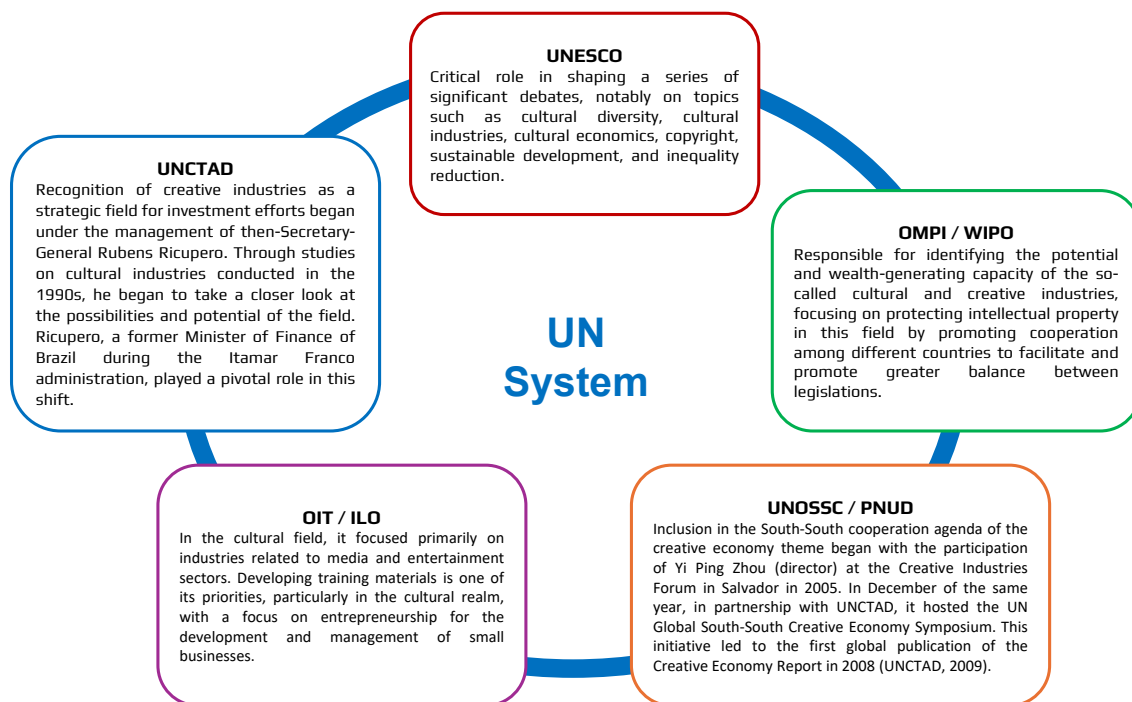 UNESCO
Critical role in shaping a series of
significant debates, notably on topics
such as cultural diversity, cultural
industries, cultural economics, copyright,
sustainable development, and inequality
reduction.
UNCTAD
Recognition of creative industries as a
strategic field for investment efforts began
under the management of then-Secretary-
General Rubens Ricupero. Through studies
on cultural industries conducted in the
1990s, he began to take a closer look at
the possibilities and potential of the field.
Ricupero, a former Minister of Finance of
Brazil during the Itamar Franco
administration, played a pivotal role in this
shift.
OMPI / WIPO
Responsible for identifying the potential
and wealth-generating capacity of the so-
called cultural and creative industries,
focusing on protecting intellectual property
in this field by promoting cooperation
among different countries to facilitate and
promote greater balance between
legislations.
UN
System
OIT / ILO
In the cultural field, it focused primarily on
industries related to media and entertainment
sectors. Developing training materials is one of
its priorities, particularly in the cultural realm,
with a focus on entrepreneurship for the
development and management of small
businesses.
UNOSSC / PNUD
Inclusion in the South-South cooperation agenda of the
creative economy theme began with the participation
of Yi Ping Zhou (director) at the Creative Industries
Forum in Salvador in 2005. In December of the same
year, in partnership with UNCTAD, it hosted the UN
Global South-South Creative Economy Symposium. This
initiative led to the first global publication of the
Creative Economy Report in 2008 (UNCTAD, 2009).